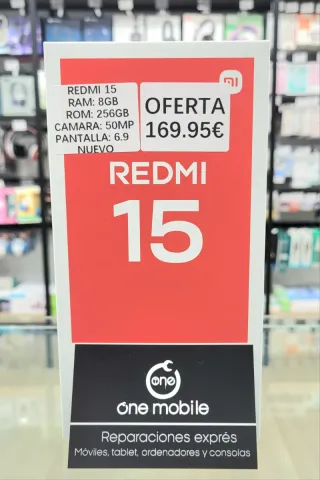 REDMI 15
RAM: 8GB
ROM: 256GB
CAMARA: 50MP
PANTALLA: 6.9
NUEVO
OFERTA
169.95€
REDMI
15
one
óne mobile
Reparaciones exprés
Móviles, tablet, ordenadores y consolas